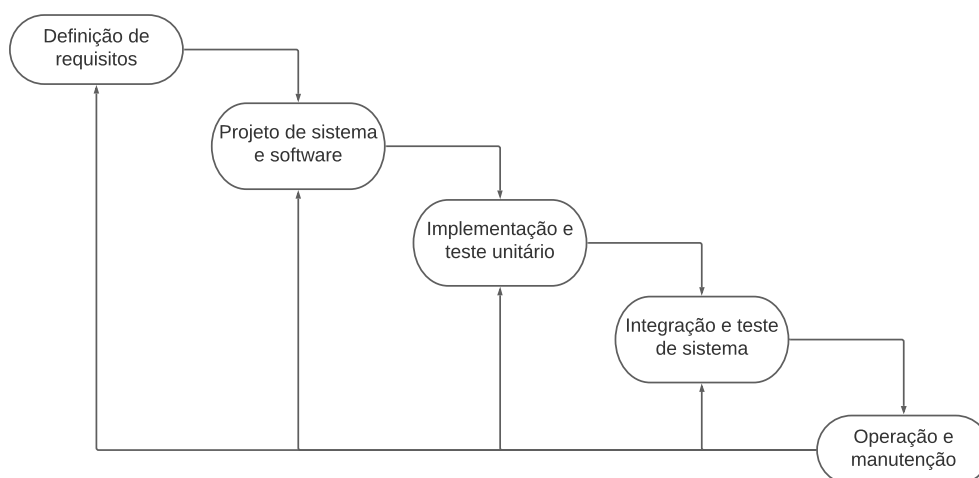 Definição de
requisitos
Projeto de sistema
e software
Implementação e
teste unitário
Integração e teste
de sistema
Operação e
manutenção